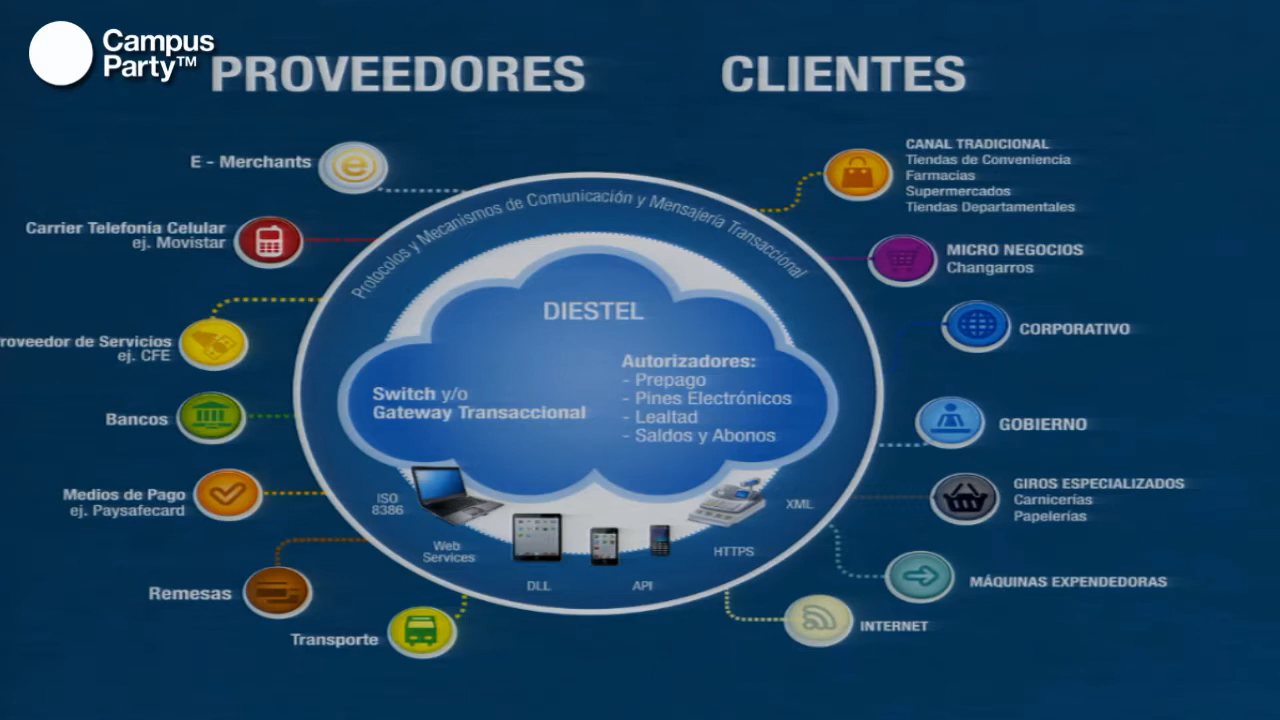 Campus
Party™
PROVEEDORES
CLIENTES
E - Merchants
Carrier Telefonía Celular
ej. Movistar
roveedor de Servicios
ej. CFE
Bancos
Medios de Pago
ej. Paysafecard
Remesas
Transporte
Protocolos y Mecanismos de Comunicación y Mensajería Transaccional
DIESTEL
Switch y/o
Gateway Transaccional
Autorizadores:
- Prepago
- Pines Electrónicos
- Lealtad
- Saldos y Abonos
ISO
8386
Web
Services
DLL
API
HTTPS
XML
CANAL TRADICIONAL
Tiendas de Conveniencia
Farmacias
Supermercados
Tiendas Departamentales
MICRO NEGOCIOS
Changarros
CORPORATIVO
GOBIERNO
GIROS ESPECIALIZADOS
Carnicerías
Papelerías
MÁQUINAS EXPENDEDORAS
INTERNET